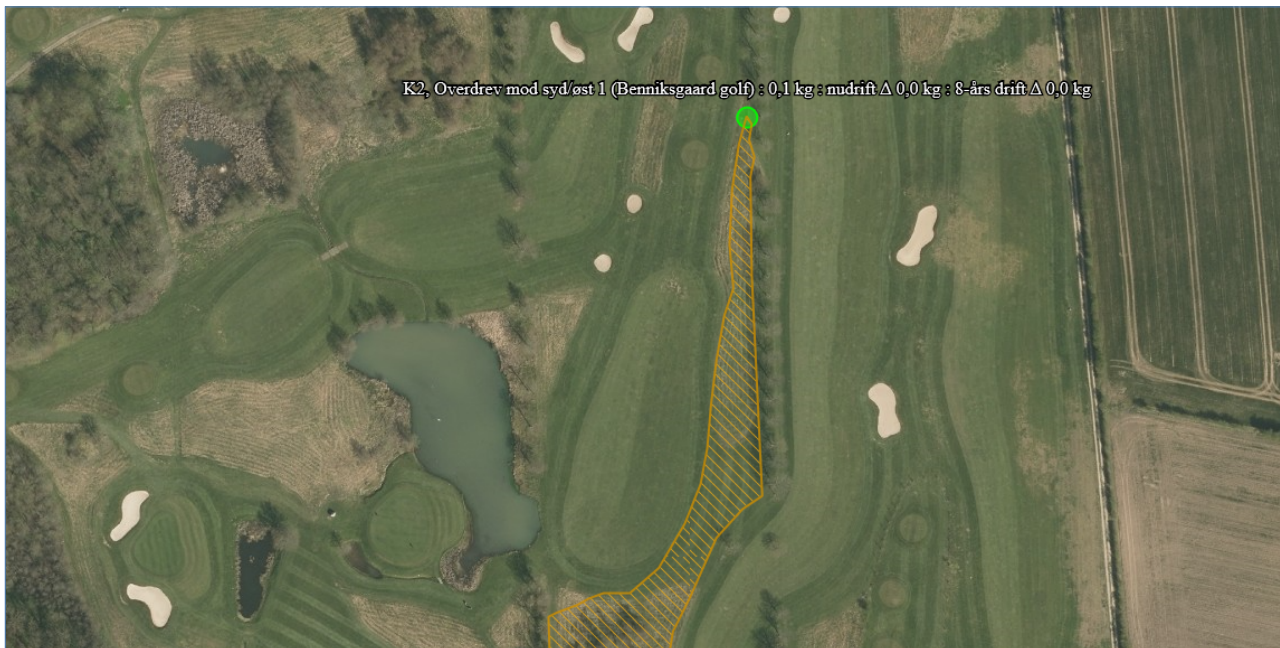 K2, Overdrev mod syd/øst 1 (Benniksgaard golf) : 0,1 kg : nudrift Δ 0,0 kg : 8-års drift Δ 0,0 kg